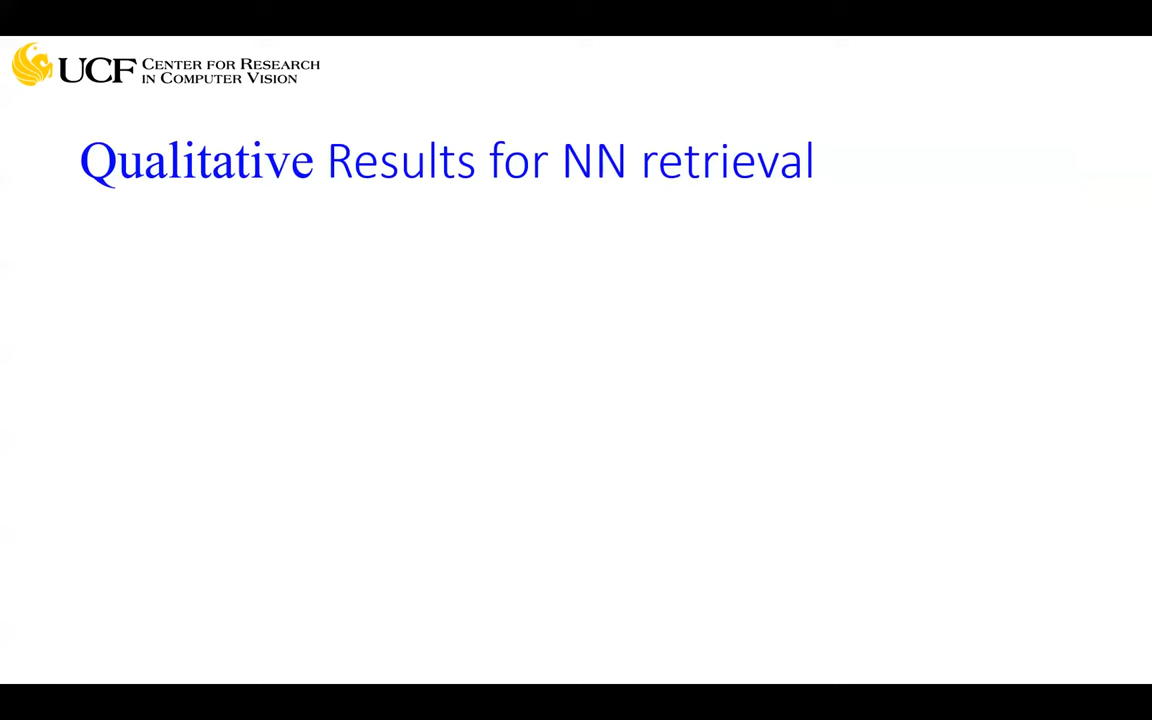 UCF CENTER FOR RESEARCH
IN COMPUTER VISION
Qualitative Results for NN retrieval